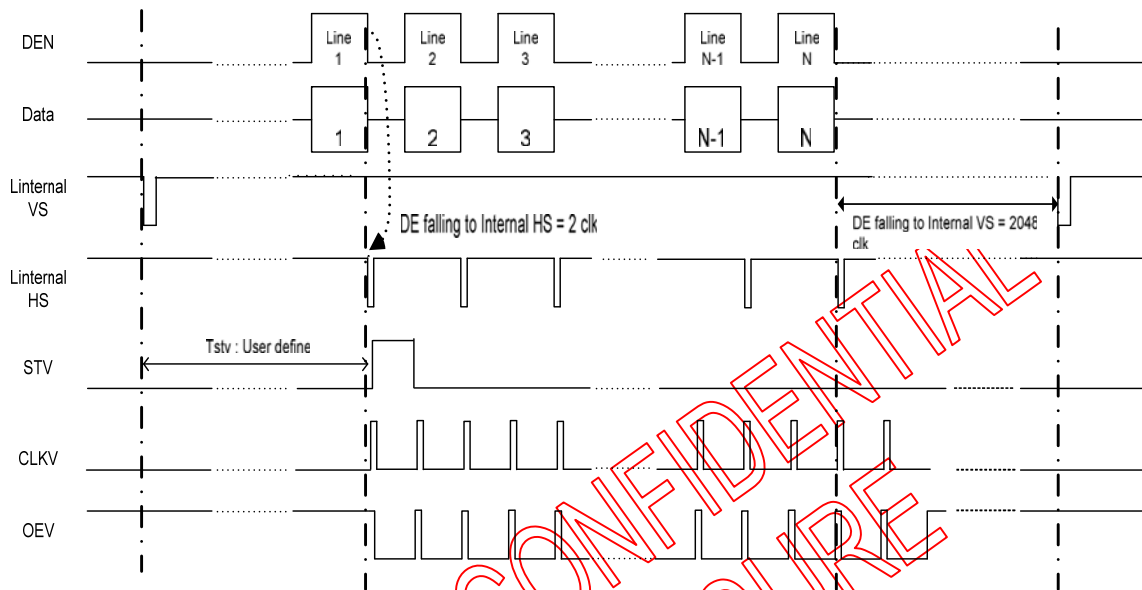 DEN
Line
1
Line
2
Line
3
Line
N-1
Line
N
Data
1
2
3
N-1
N
Linternal
VS
DE falling to Internal HS = 2 clk
DE falling to Internal VS = 2048
clk
Linternal
HS
Tstv : User define
STV
CLKV
OEV
CONFIDENTIAL
URE